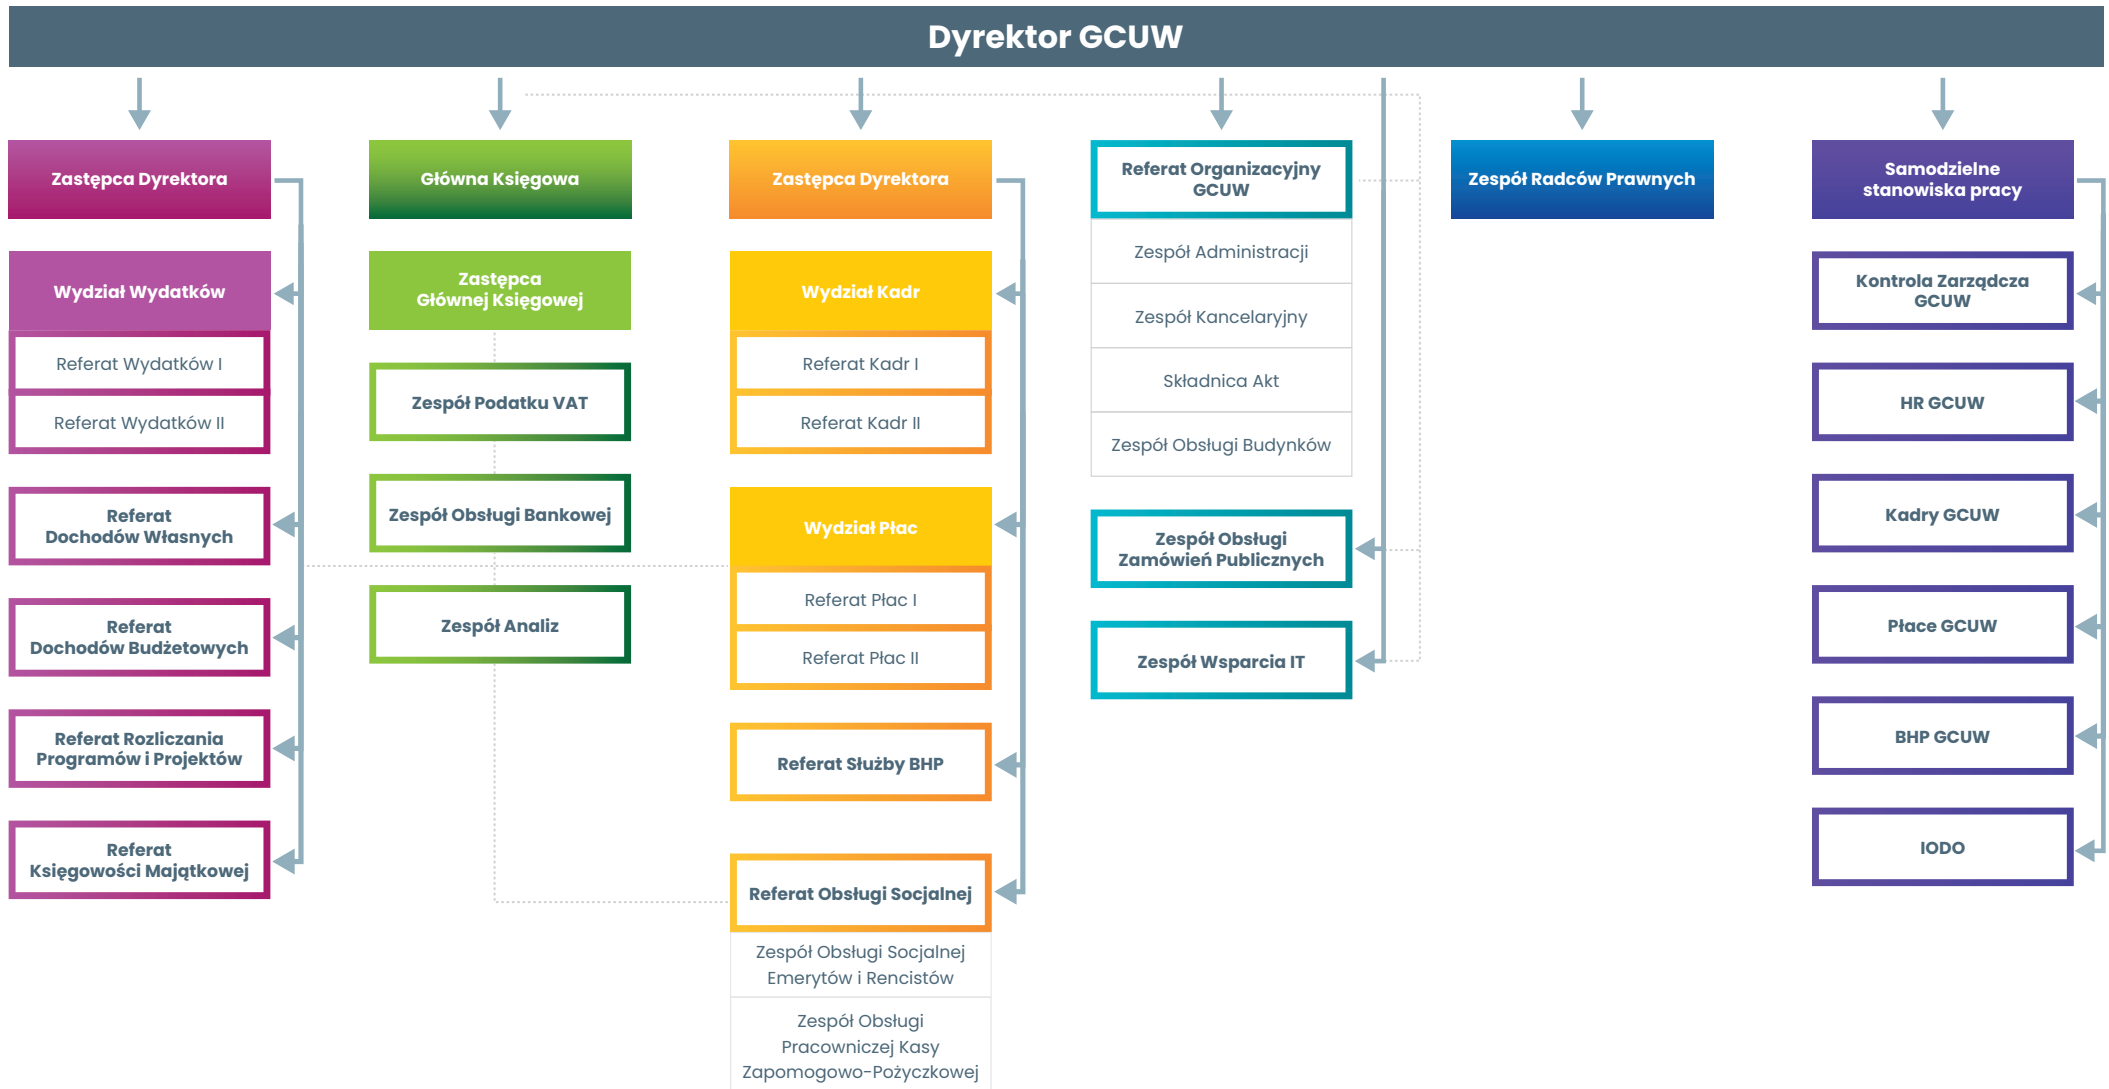 Dyrektor GCUW
Zastępca Dyrektora
Wydział Wydatków
Referat Wydatków I
Referat Wydatków II
Referat
Dochodów Własnych
Referat
Dochodów Budżetowych
Referat Rozliczania
Programów i Projektów
Referat
Księgowości Majątkowej
Główna Księgowa
Zastępca
Głównej Księgowej
Zespół Podatku VAT
Zespół Obsługi Bankowej
Zespół Analiz
Zastępca Dyrektora
Wydział Kadr
Referat Kadr I
Referat Kadr II
Wydział Płac
Referat Płac I
Referat Płac II
Referat Służby BHP
Referat Obsługi Socjalnej
Zespół Obsługi Socjalnej
Emerytów i Rencistów
Zespół Obsługi
Pracowniczej Kasy
Zapomogowo-Pożyczkowej
Referat Organizacyjny
GCUW
Zespół Administracji
Zespół Kancelaryjny
Składnica Akt
Zespół Obsługi Budynków
Zespół Obsługi
Zamówień Publicznych
Zespół Wsparcia IT
Zespół Radców Prawnych
Samodzielne
stanowiska pracy
Kontrola Zarządcza
GCUW
HR GCUW
Kadry GCUW
Płace GCUW
BHP GCUW
IODO